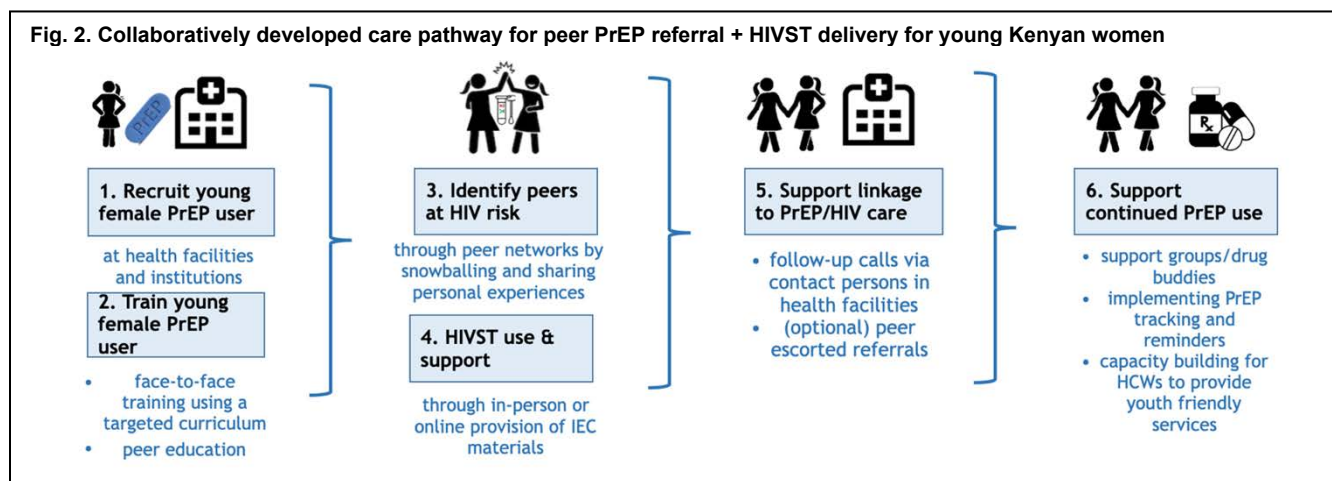 Fig. 2. Collaboratively developed care pathway for peer PrEP referral + HIVST delivery for young Kenyan women
PrEP
1. Recruit young
female PrEP user
at health facilities
and institutions
2. Train young
female PrEP
user
• face-to-face
training using a
targeted curriculum
• peer education
3. Identify peers
at HIV risk
through peer networks by
snowballing and sharing
personal experiences
4. HIVST use &
support
through in-person or
online provision of IEC
materials
5. Support linkage
to PrEP/HIV care
• follow-up calls via
contact persons in
health facilities
• (optional) peer
escorted referrals
Rx
6. Support
continued PrEP use
• support groups/drug
buddies
• implementing PrEP
tracking and
reminders
• capacity building for
HCWs to provide
youth friendly
services